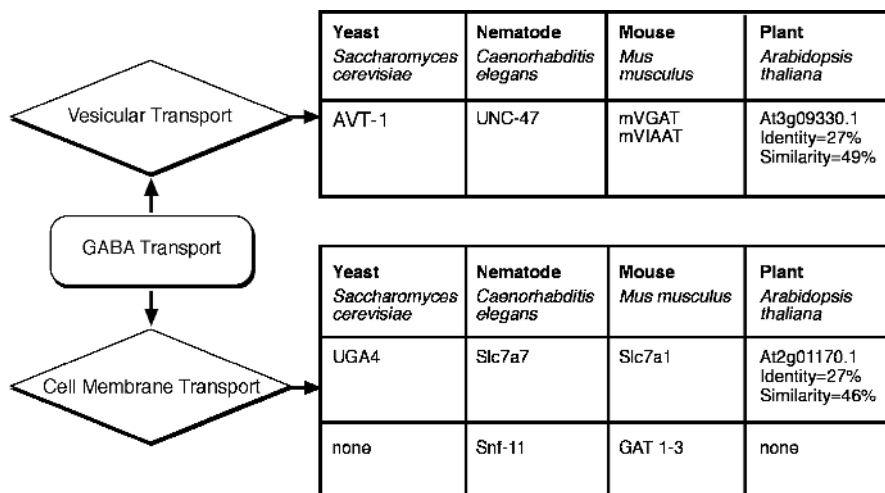 Vesicular Transport
GABA Transport
Cell Membrane Transport
Yeast
Saccharomyces
cerevisiae
Nematode
Caenorhabditis
elegans
Mouse
Mus
musculus
Plant
Arabidopsis
thaliana
AVT-1
UNC-47
mVGAT
mVIAAT
At3g09330.1
Identity=27%
Similarity=49%
Yeast
Saccharomyces
cerevisiae
Nematode
Caenorhabditis
elegans
Mouse
Mus musculus
Plant
Arabidopsis
thaliana
UGA4
Slc7a7
Slc7a1
At2g01170.1
Identity=27%
Similarity=46%
none
Snf-11
GAT 1-3
none